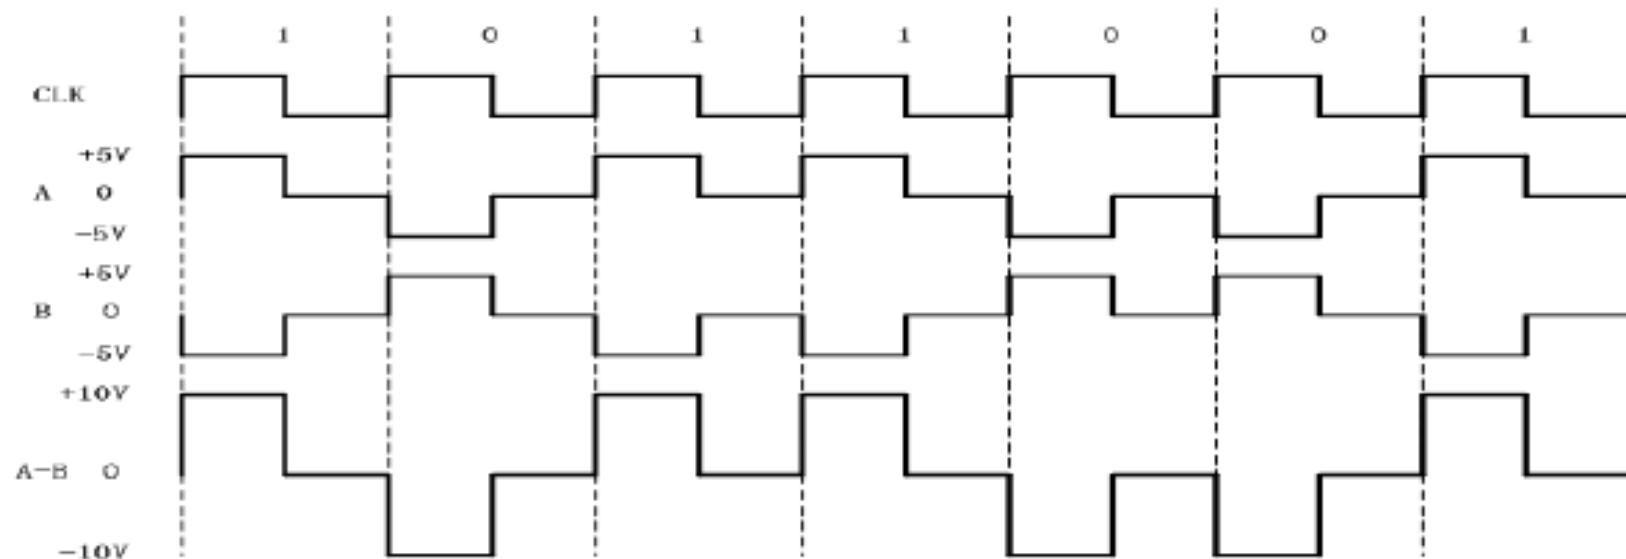 1 0 1 1 0 0 1
CLK
+5V
A 0
−5V
+5V
B 0
−5V
+10V
A−B 0
−10V